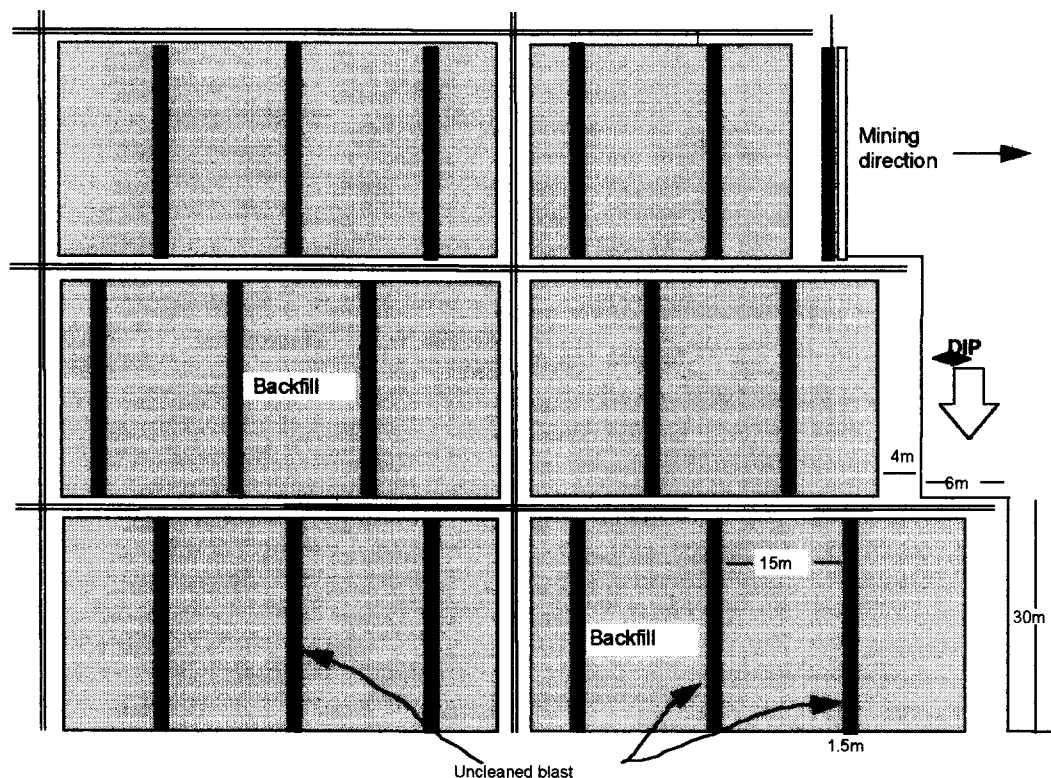 Mining
direction
DIP
Backfill
4m
6m
15m
30m
Backfill
1.5m
Uncleaned blast